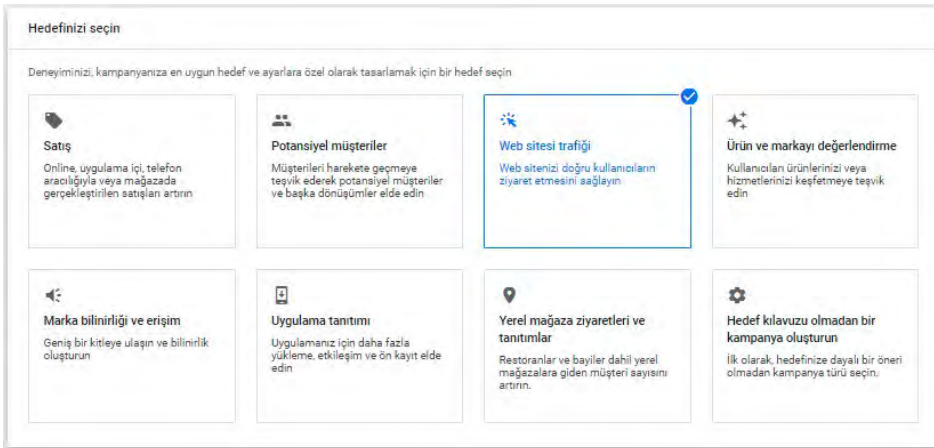 Hedefinizi seçin
Deneyiminizi, kampanyanıza en uygun hedef ve ayarlara özel olarak tasarlamak için bir hedef seçin
Satış
Online, uygulama içi, telefon
aracılığıyla veya mağazada
gerçekleştirilen satışları artırın
Potansiyel müşteriler
Müşterileri harekete geçmeye
teşvik ederek potansiyel müşteriler
ve başka dönüşümler elde edin
Web sitesi trafiği
Web sitenizi doğru kullanıcıların
ziyaret etmesini sağlayın
Ürün ve markayı değerlendirme
Kullanıcıları ürünlerinizi veya
hizmetlerinizi keşfetmeye teşvik
edin
Marka bilinirliği ve erişim
Geniş bir kitleye ulaşın ve bilinirlik
oluşturun
Uygulama tanıtımı
Uygulamanız için daha fazla
yükleme, etkileşim ve ön kayıt elde
edin
Yerel mağaza ziyaretleri ve
tanıtımlar
Restoranlar ve bayiler dahil yerel
mağazalara giden müşteri sayısını
artırın.
Hedef kılavuzu olmadan bir
kampanya oluşturun
İlk olarak, hedefinize dayalı bir öneri
olmadan kampanya türü seçin.